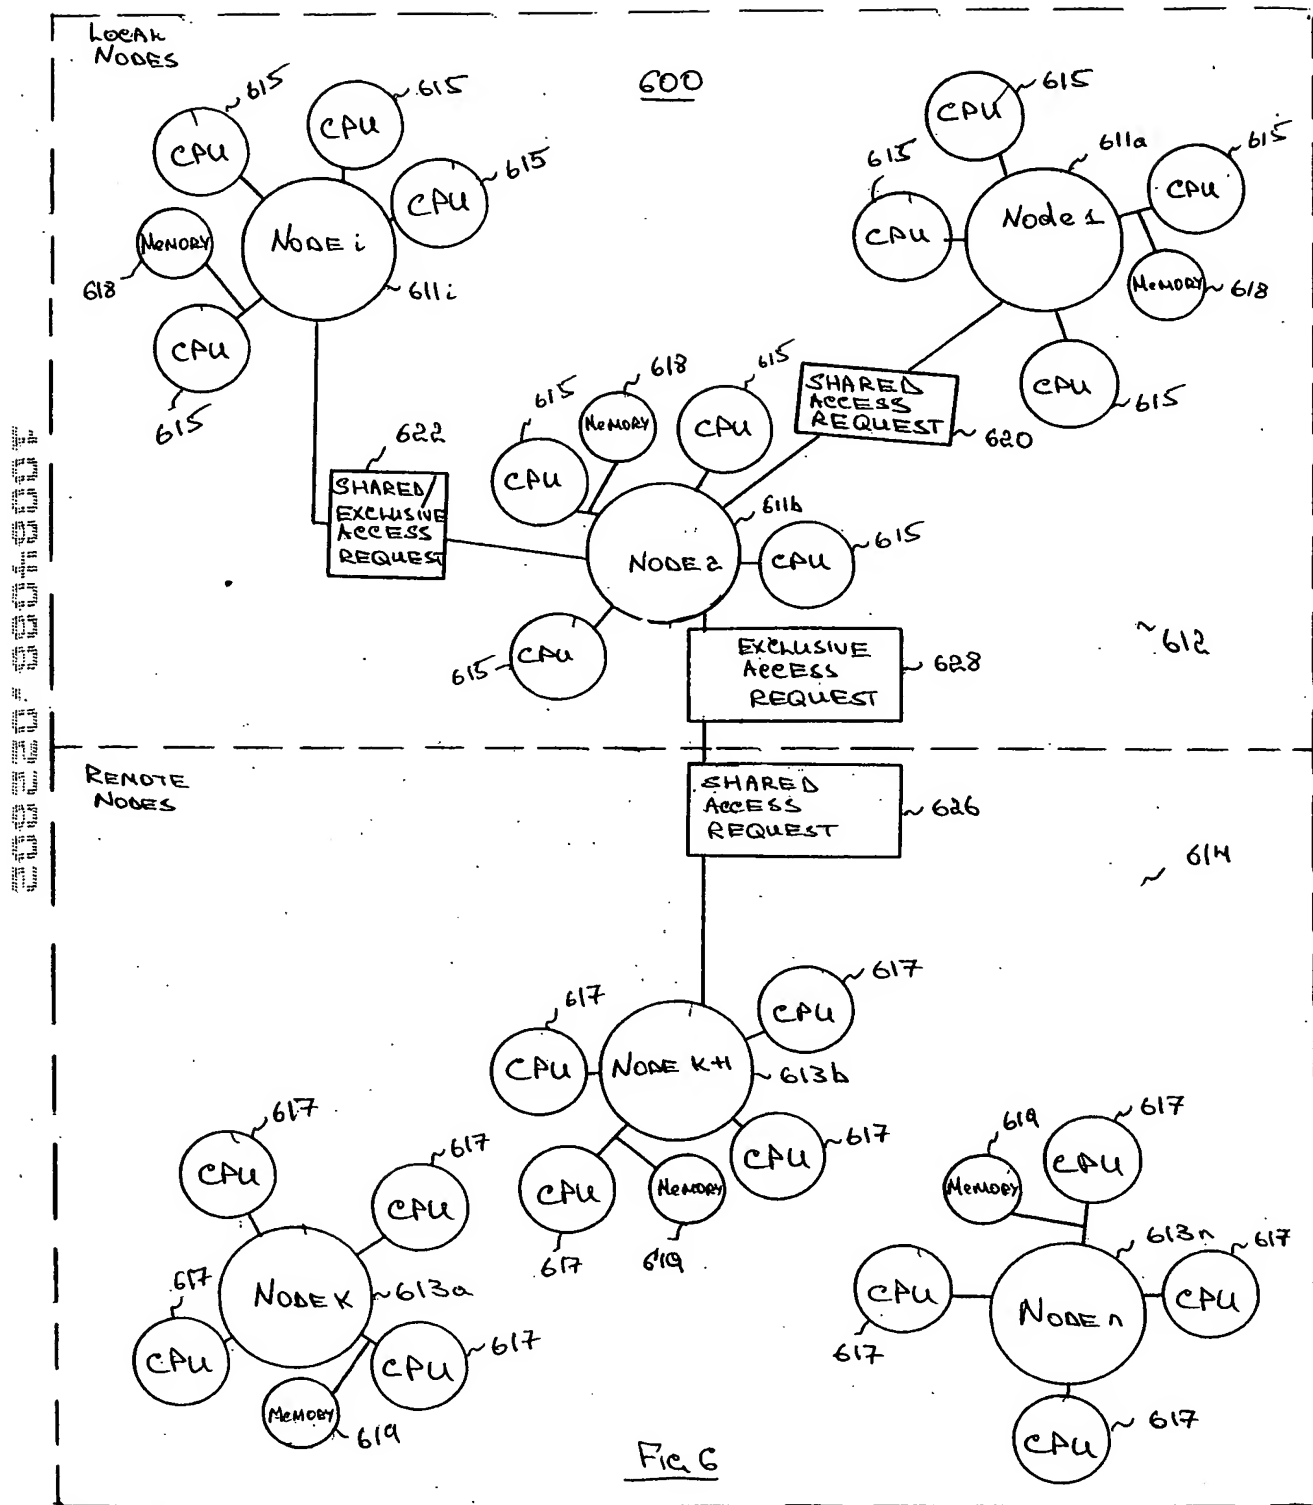 LOCAL
NODES
600
615
615
615
CPU
CPU
CPU
MEMORY
NODE i
618
611i
CPU
615
615
611a
615
615
CPU
CPU
Node 1
CPU
MEMORY
618
CPU
615
622
SHARED/
EXCLUSIVE
ACCESS
REQUEST
615
618
615
CPU
MEMORY
CPU
SHARED
ACCESS
REQUEST
620
611b
NODE 2
CPU
615
CPU
615
EXCLUSIVE
ACCESS
REQUEST
628
612
REMOTE
NODES
SHARED
ACCESS
REQUEST
626
614
617
617
CPU
CPU
NODE K+1
613b
CPU
617
CPU
MEMORY
617
619
617
617
CPU
CPU
617
NODE K
613a
CPU
CPU
617
MEMORY
619
619
617
MEMORY
CPU
613n
617
CPU
617
NODE n
CPU
CPU
617
Fig 6